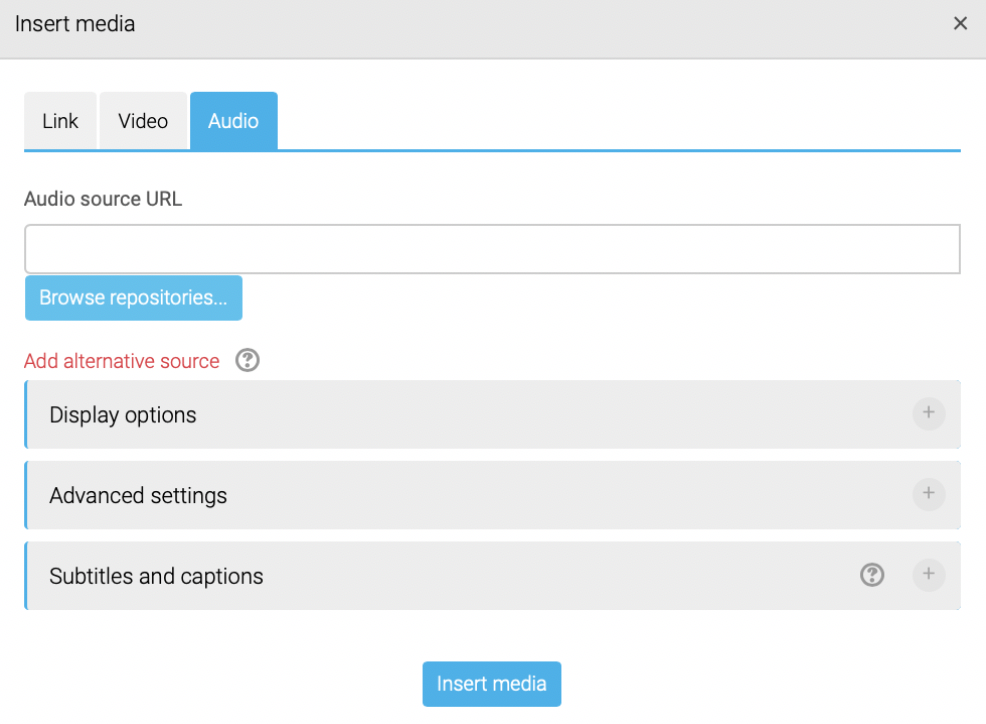 Insert media ×
Link Video Audio
Audio source URL
Browse repositories...
Add alternative source ?
Display options +
Advanced settings +
Subtitles and captions ? +
Insert media